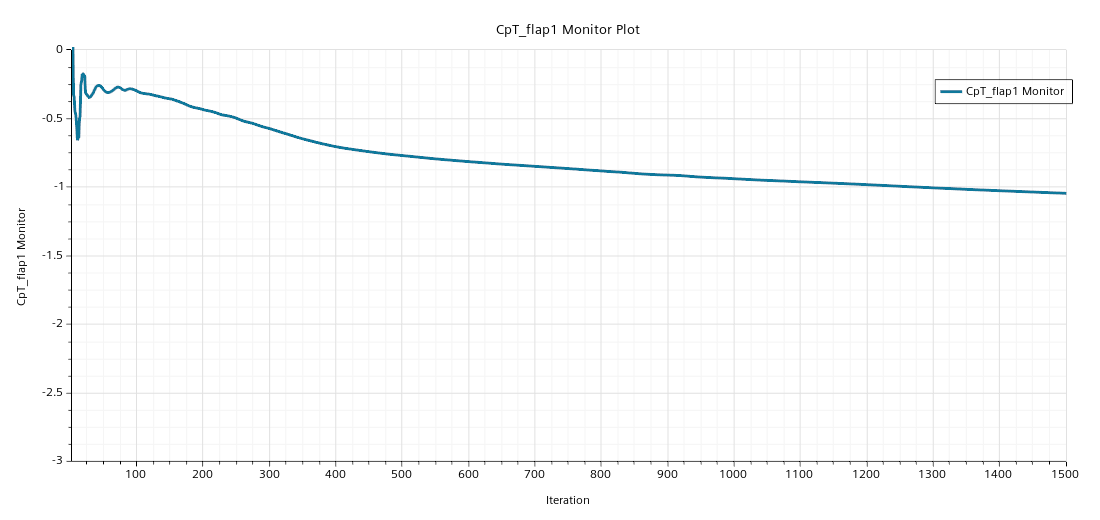 CpT_flap1 Monitor Plot
CpT_flap1 Monitor
0
-0.5
-1
-1.5
-2
-2.5
-3
CpT_flap1 Monitor
100 200 300 400 500 600 700 800 900 1000 1100 1200 1300 1400 1500
Iteration